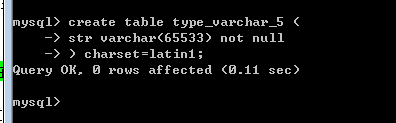 mysql> create table type_varchar_5 (
    -> str varchar(65533) not null
    -> ) charset=latin1;
Query OK, 0 rows affected (0.11 sec)
mysql>